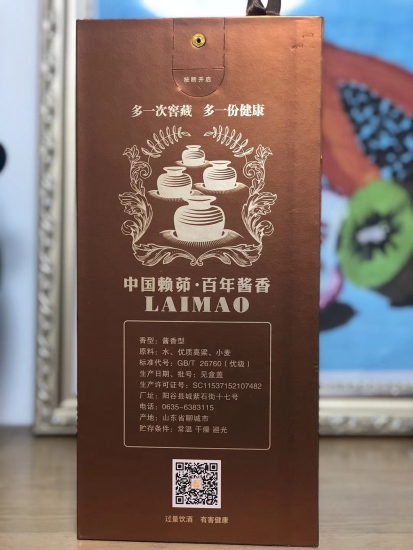 按照开启
多一次窖藏 多一份健康
中国赖茆·百年酱香
LAIMAO
香型：酱香型
原料：水、优质高粱、小麦
标准代号：GB/T 26760（优级）
生产日期、批号：见盒盖
生产许可证号：SC11537152107482
厂址：阳谷县城紫石街十七号
电话：0635-6383115
产地：山东省聊城市
贮存条件：常温 干燥 避光
过量饮酒 有害健康